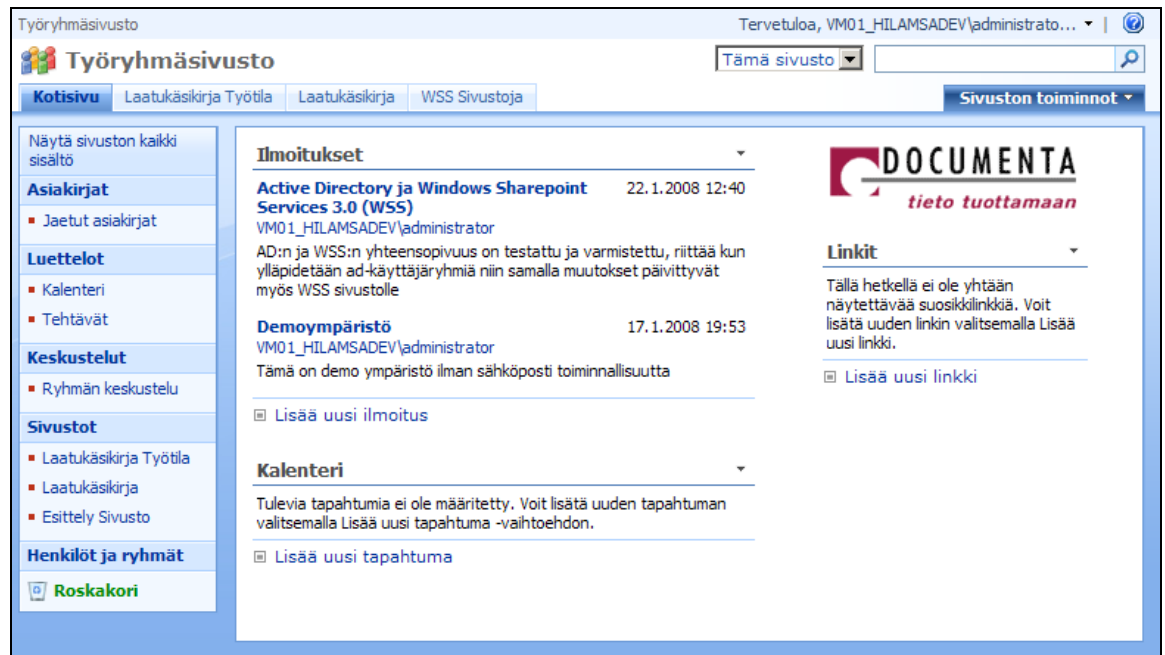 Työryhmäsivusto
Tervetuloa, VM01_HILAMSADEV\administrato... |
Työryhmäsivusto
Tämä sivusto
Kotisivu Laatukäsikirja Työtila Laatukäsikirja WSS Sivustoja
Sivuston toiminnot
Näytä sivuston kaikki
sisältö
Asiakirjat
Jaetut asiakirjat
Luettelot
Kalenteri
Tehtävät
Keskustelut
Ryhmän keskustelu
Sivustot
Laatukäsikirja Työtila
Laatukäsikirja
Esittely Sivusto
Henkilöt ja ryhmät
Roskakori
Ilmoitukset
Active Directory ja Windows Sharepoint 22.1.2008 12:40
Services 3.0 (WSS)
VM01_HILAMSADEV\administrator
AD:n ja WSS:n yhteensopivuus on testattu ja varmistettu, riittää kun
ylläpidetään ad-käyttäjäryhmiä niin samalla muutokset päivittyvät
myös WSS sivustolle
Demoympäristö 17.1.2008 19:53
VM01_HILAMSADEV\administrator
Tämä on demo ympäristö ilman sähköposti toiminnallisuutta
Lisää uusi ilmoitus
Kalenteri
Tulevia tapahtumia ei ole määritetty. Voit lisätä uuden tapahtuman
valitsemalla Lisää uusi tapahtuma -vaihtoehdon.
Lisää uusi tapahtuma
DOCUMENTA
tieto tuottamaan
Linkit
Tällä hetkellä ei ole yhtään
näytettävää suosikkilinkkiä. Voit
lisätä uuden linkin valitsemalla Lisää
uusi linkki.
Lisää uusi linkki